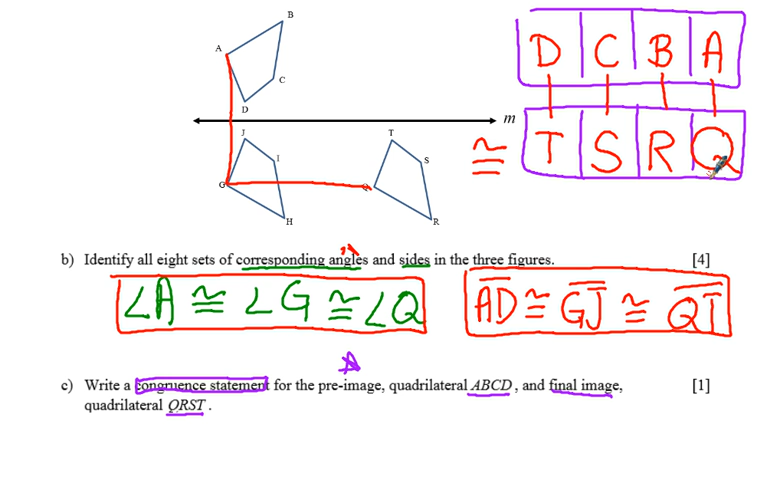 B
A
C
D
m
J
T
I
S
G
Q
H
R
D C B A
≅ T S R Q
b) Identify all eight sets of corresponding angles and sides in the three figures. [4]
∠A ≅ ∠G ≅ ∠Q
AD ≅ GJ ≅ QT
c) Write a congruence statement for the pre-image, quadrilateral ABCD, and final image, [1]
quadrilateral QRST.